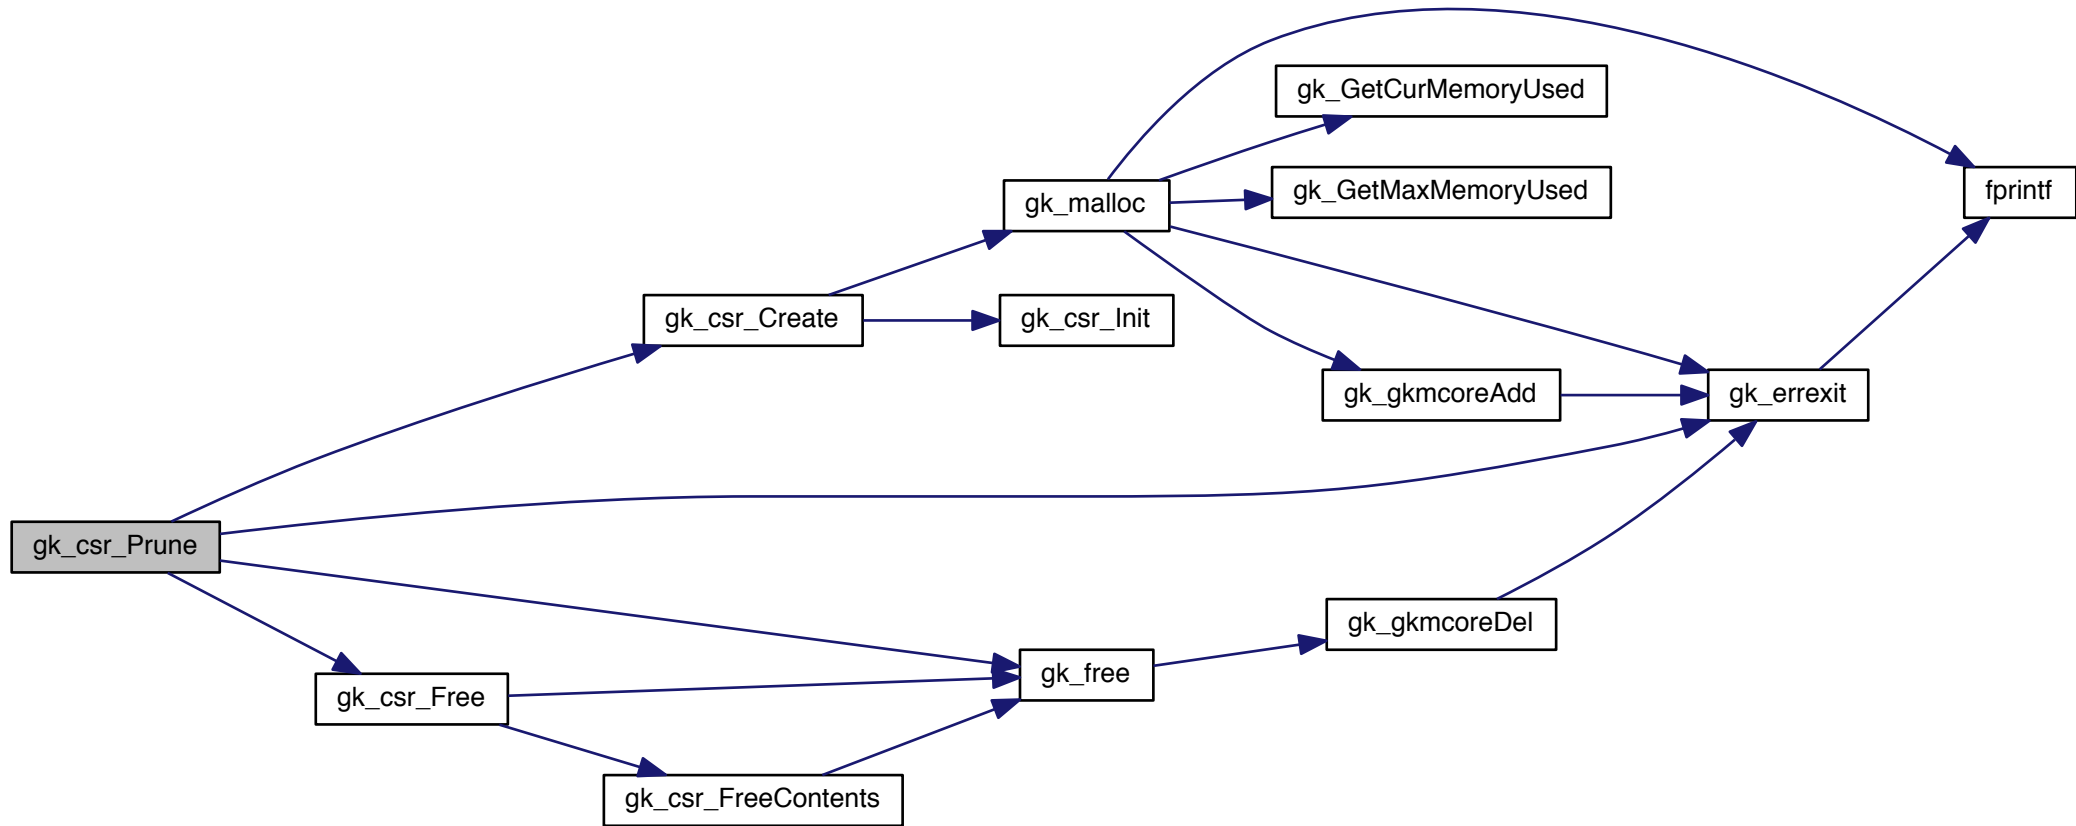 gk_GetCurMemoryUsed
gk_GetMaxMemoryUsed
fprintf
gk_malloc
gk_csr_Create
gk_csr_Init
gk_gkmcoreAdd
gk_errexit
gk_csr_Prune
gk_gkmcoreDel
gk_free
gk_csr_Free
gk_csr_FreeContents